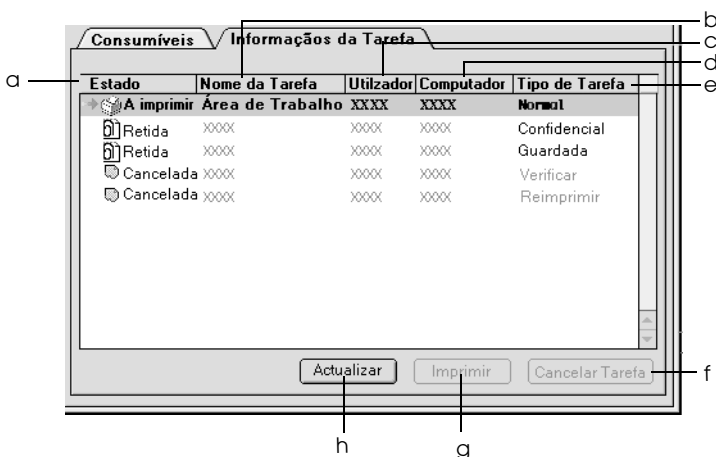 b
Consumíveis Informaçãos da Tarefa
c
d
a
Estado Nome da Tarefa Utilzador Computador Tipo de Tarefa
e
A imprimir Área de Trabalho XXXX XXXX Normal
Retida XXXX XXXX XXXX Confidencial
Retida XXXX XXXX XXXX Guardada
Cancelada XXXX XXXX XXXX Verificar
Cancelada XXXX XXXX XXXX Reimprimir
Actualizar Imprimir Cancelar Tarefa
f
h
g